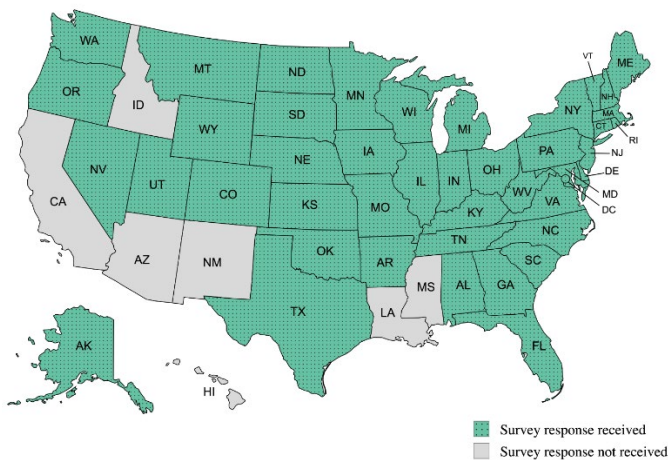 WA
MT
ND
MN
ME
VT
OR
ID
SD
WI
NY
NH
MA
CT
RI
WY
MI
NV
NE
IA
PA
NJ
UT
CO
IL
IN
OH
DE
CA
KS
MO
WV
VA
MD
DC
KY
AZ
NM
OK
AR
TN
NC
SC
TX
LA
MS
AL
GA
AK
HI
FL
Survey response received
Survey response not received